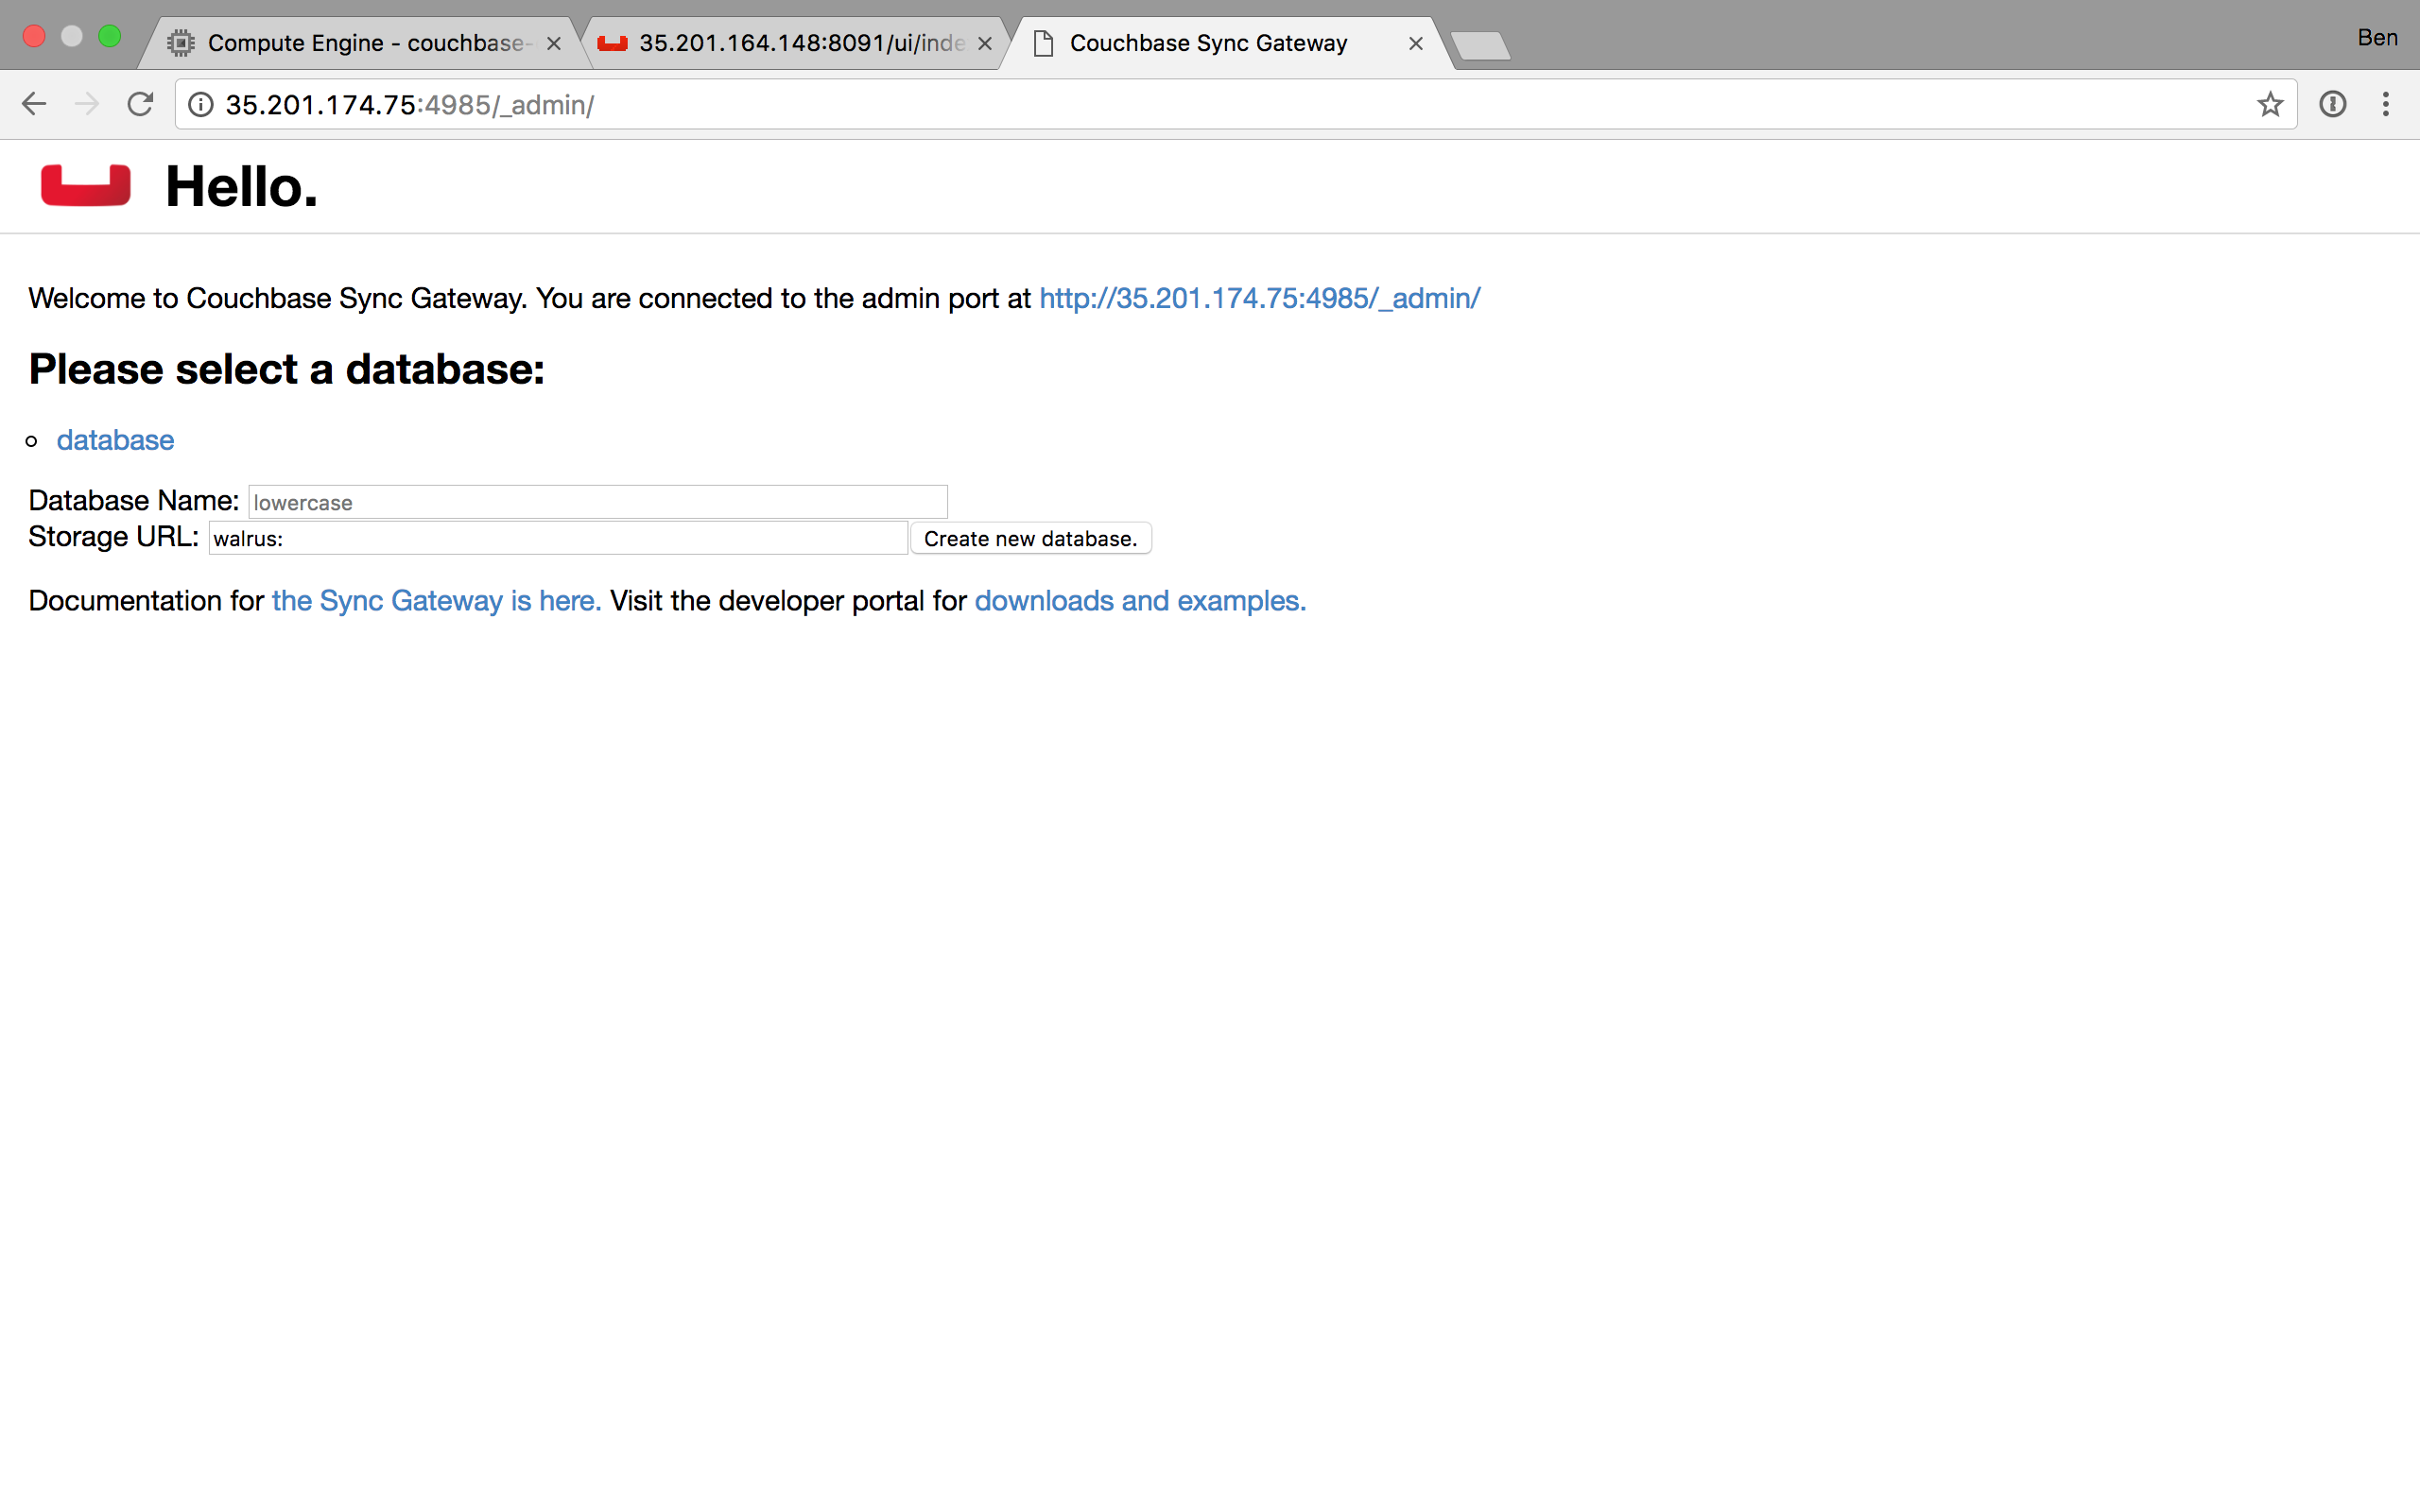 Compute Engine - couchbase-
35.201.164.148:8091/ui/inde
Couchbase Sync Gateway
Ben
35.201.174.75:4985/_admin/
Hello.
Welcome to Couchbase Sync Gateway. You are connected to the admin port at http://35.201.174.75:4985/_admin/
Please select a database:
database
Database Name: lowercase
Storage URL: walrus: Create new database.
Documentation for the Sync Gateway is here. Visit the developer portal for downloads and examples.